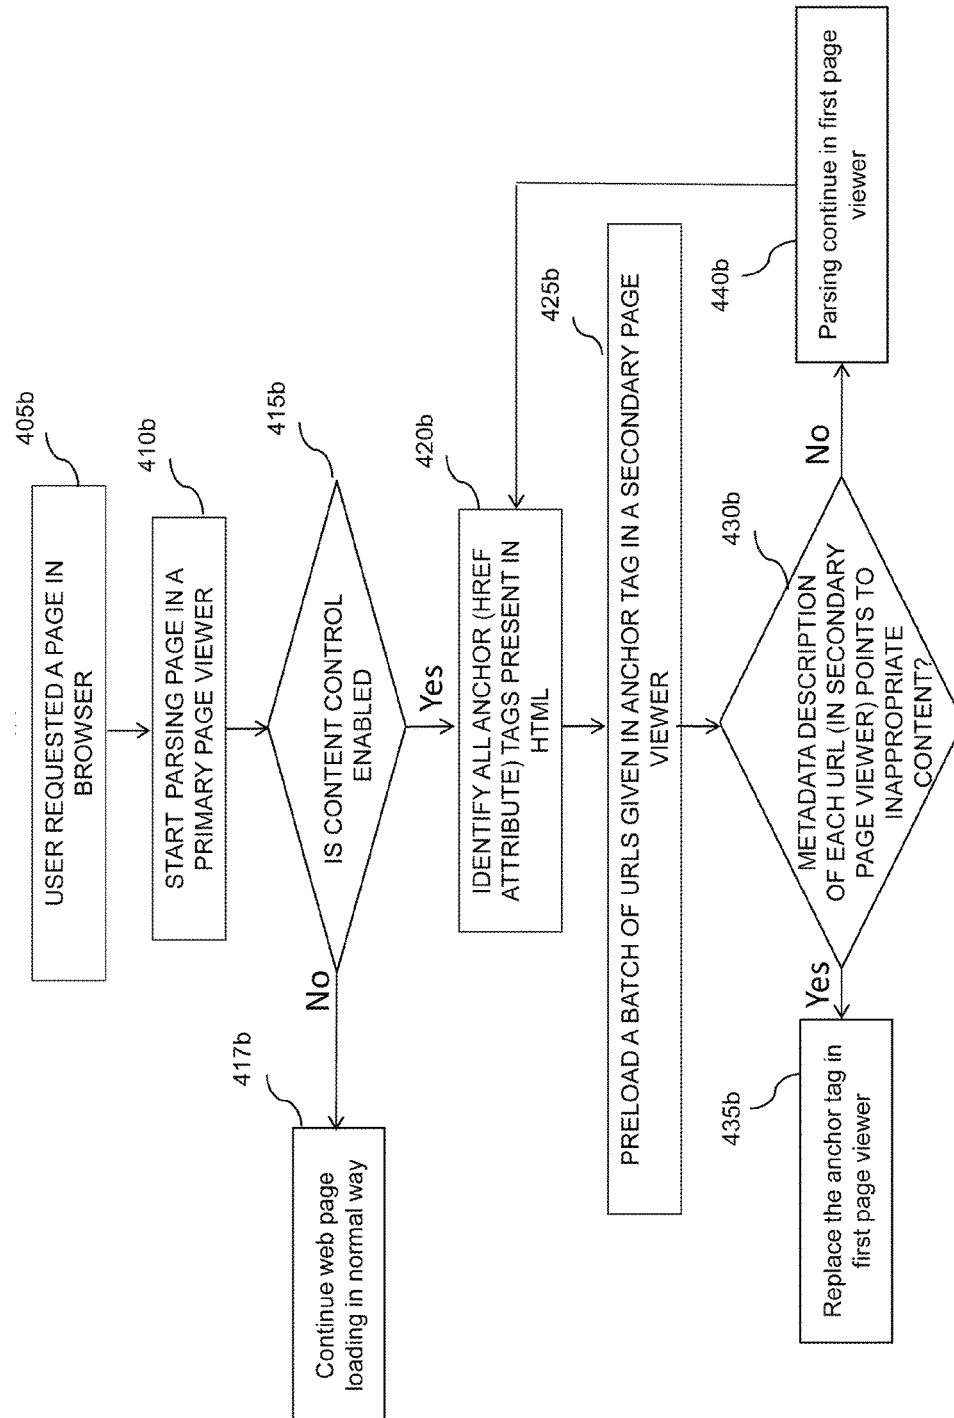 405b
USER REQUESTED A PAGE IN
BROWSER
410b
START PARSING PAGE IN A
PRIMARY PAGE VIEWER
415b
IS CONTENT CONTROL
ENABLED
No
417b
Continue web page
loading in normal way
Yes
420b
IDENTIFY ALL ANCHOR (HREF
ATTRIBUTE) TAGS PRESENT IN
HTML
425b
PRELOAD A BATCH OF URLS GIVEN IN ANCHOR TAG IN A SECONDARY PAGE
VIEWER
430b
METADATA DESCRIPTION
OF EACH URL (IN SECONDARY
PAGE VIEWER) POINTS TO
INAPPROPRIATE
CONTENT?
Yes
435b
Replace the anchor tag in
first page viewer
No
440b
Parsing continue in first page
viewer